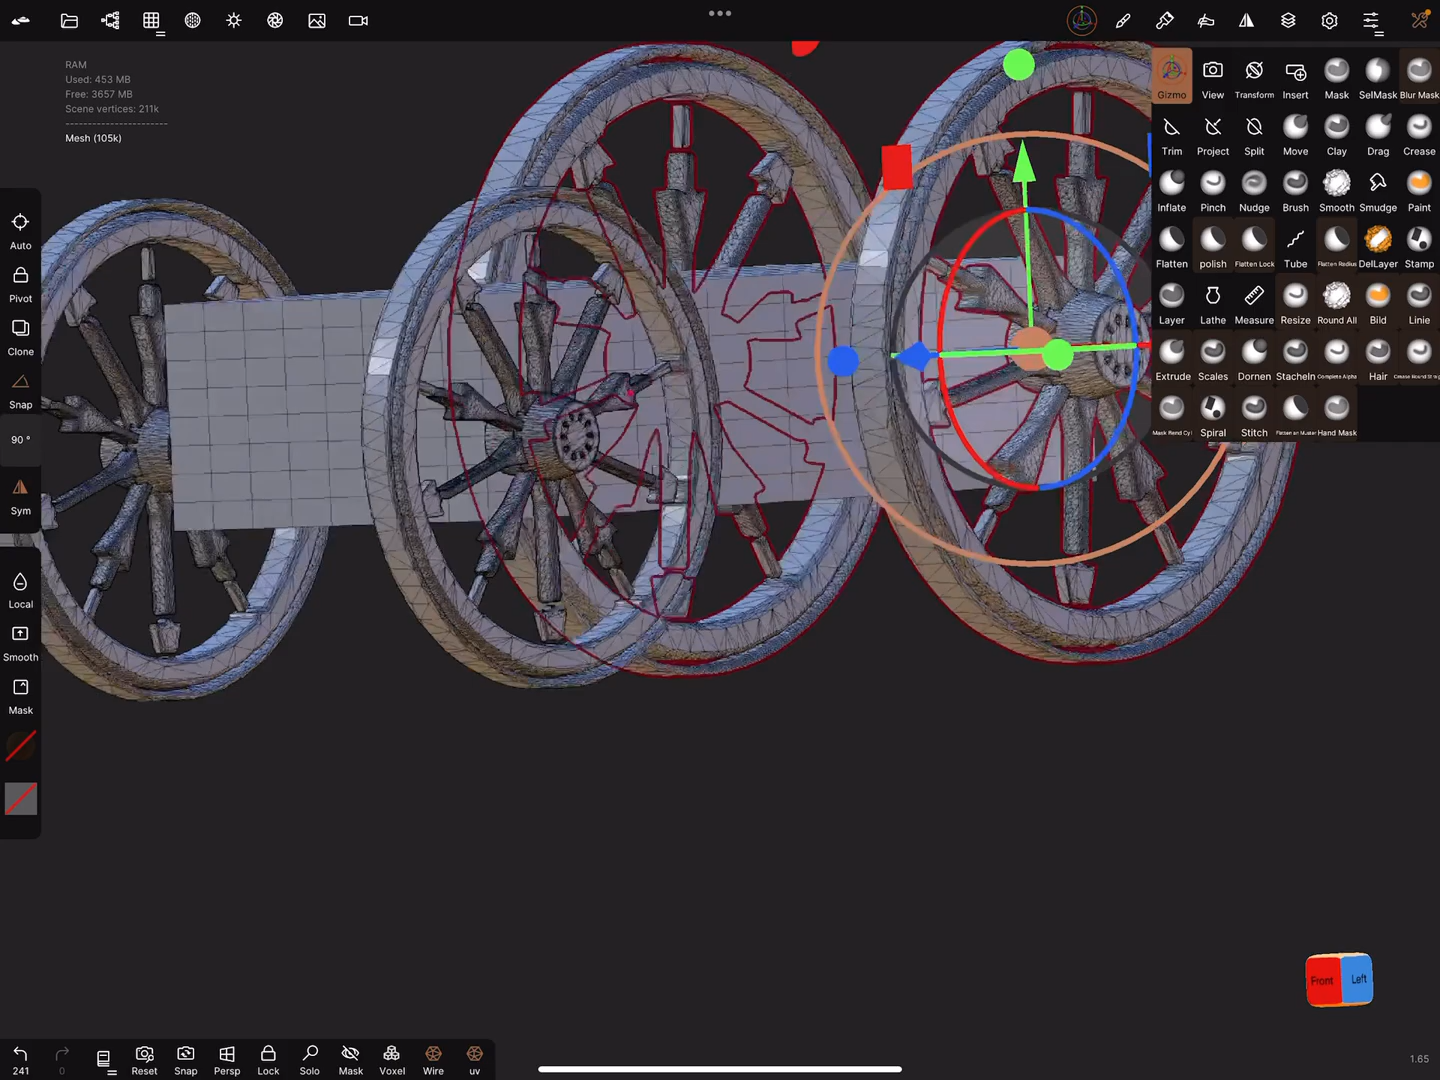 RAM
Used: 453 MB
Free: 3657 MB
Scene vertices: 211k
Mesh (105k)
Auto
Pivot
Clone
Snap
90 °
Sym
Local
Smooth
Mask
Gizmo View Transform Insert Mask SelMask Blur Mask
Trim Project Split Move Clay Drag Crease
Inflate Pinch Nudge Brush Smooth Smudge Paint
Flatten polish Flatten Lock Tube Flatten Radius DelLayer Stamp
Layer Lathe Measure Resize Round All Bild Linie
Extrude Scales Dornen Stacheln Complete Alpha Hair
Spiral Stitch Hand Mask
Front Left
241 0 Reset Snap Persp Lock Solo Mask Voxel Wire uv
1.65